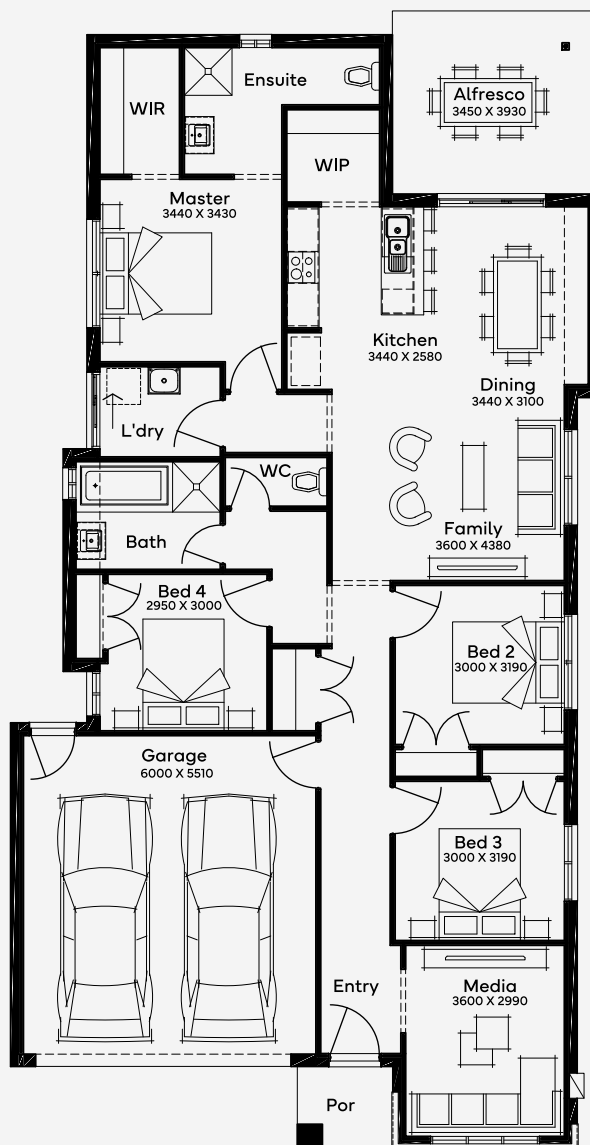 Ensuite
Alfresco
3450 X 3930
WIR
WIP
Master
3440 X 3430
Kitchen
3440 X 2580
Dining
3440 X 3100
L'dry
WC
Family
3600 X 4380
Bath
Bed 4
2950 X 3000
Bed 2
3000 X 3190
Garage
6000 X 5510
Bed 3
3000 X 3190
Entry
Media
3600 X 2990
Por